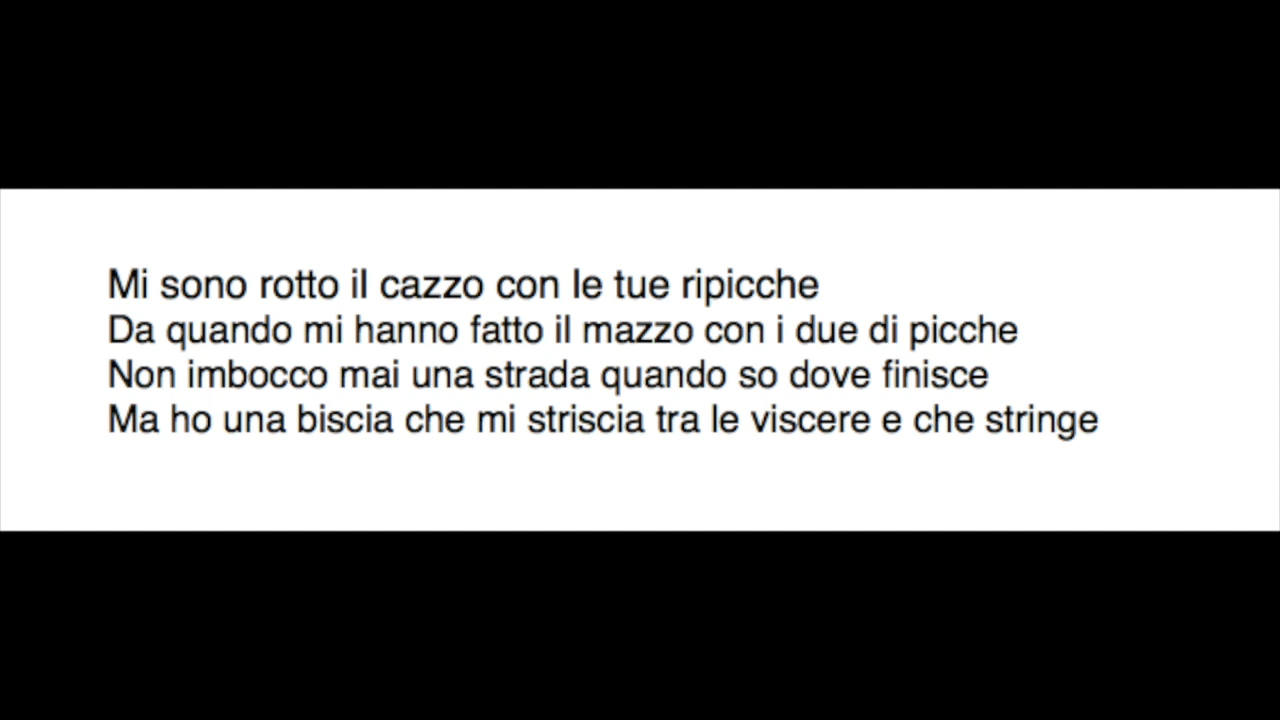 Mi sono rotto il cazzo con le tue ripicche
Da quando mi hanno fatto il mazzo con i due di picche
Non imbocco mai una strada quando so dove finisce
Ma ho una biscia che mi striscia tra le viscere e che stringe